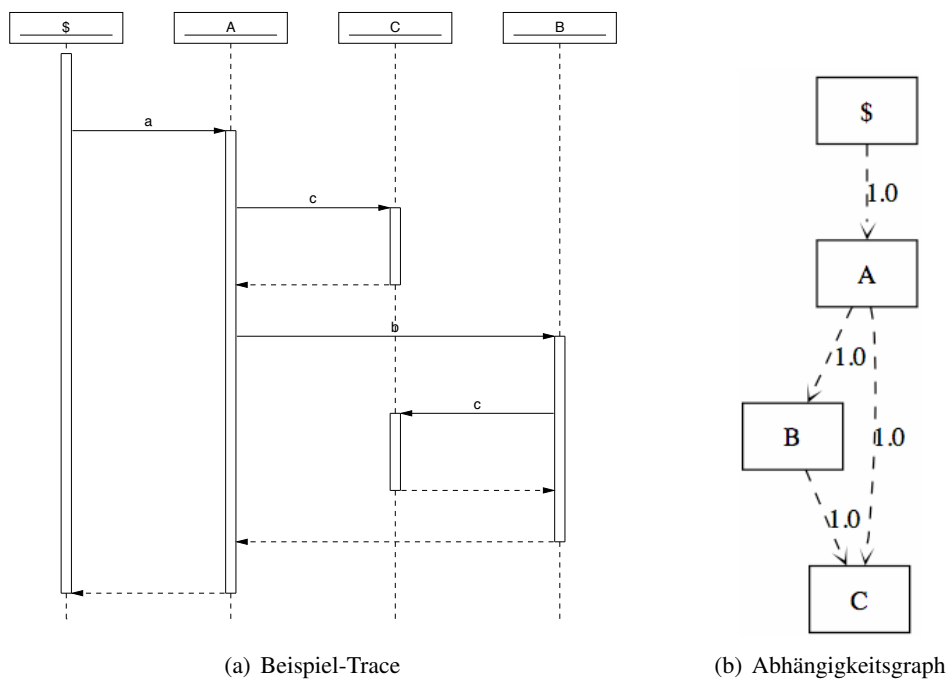 $ A C B
a
c
b
c
$
1.0
A
1.0
B 1.0
1.0
C
(a) Beispiel-Trace
(b) Abhängigkeitsgraph